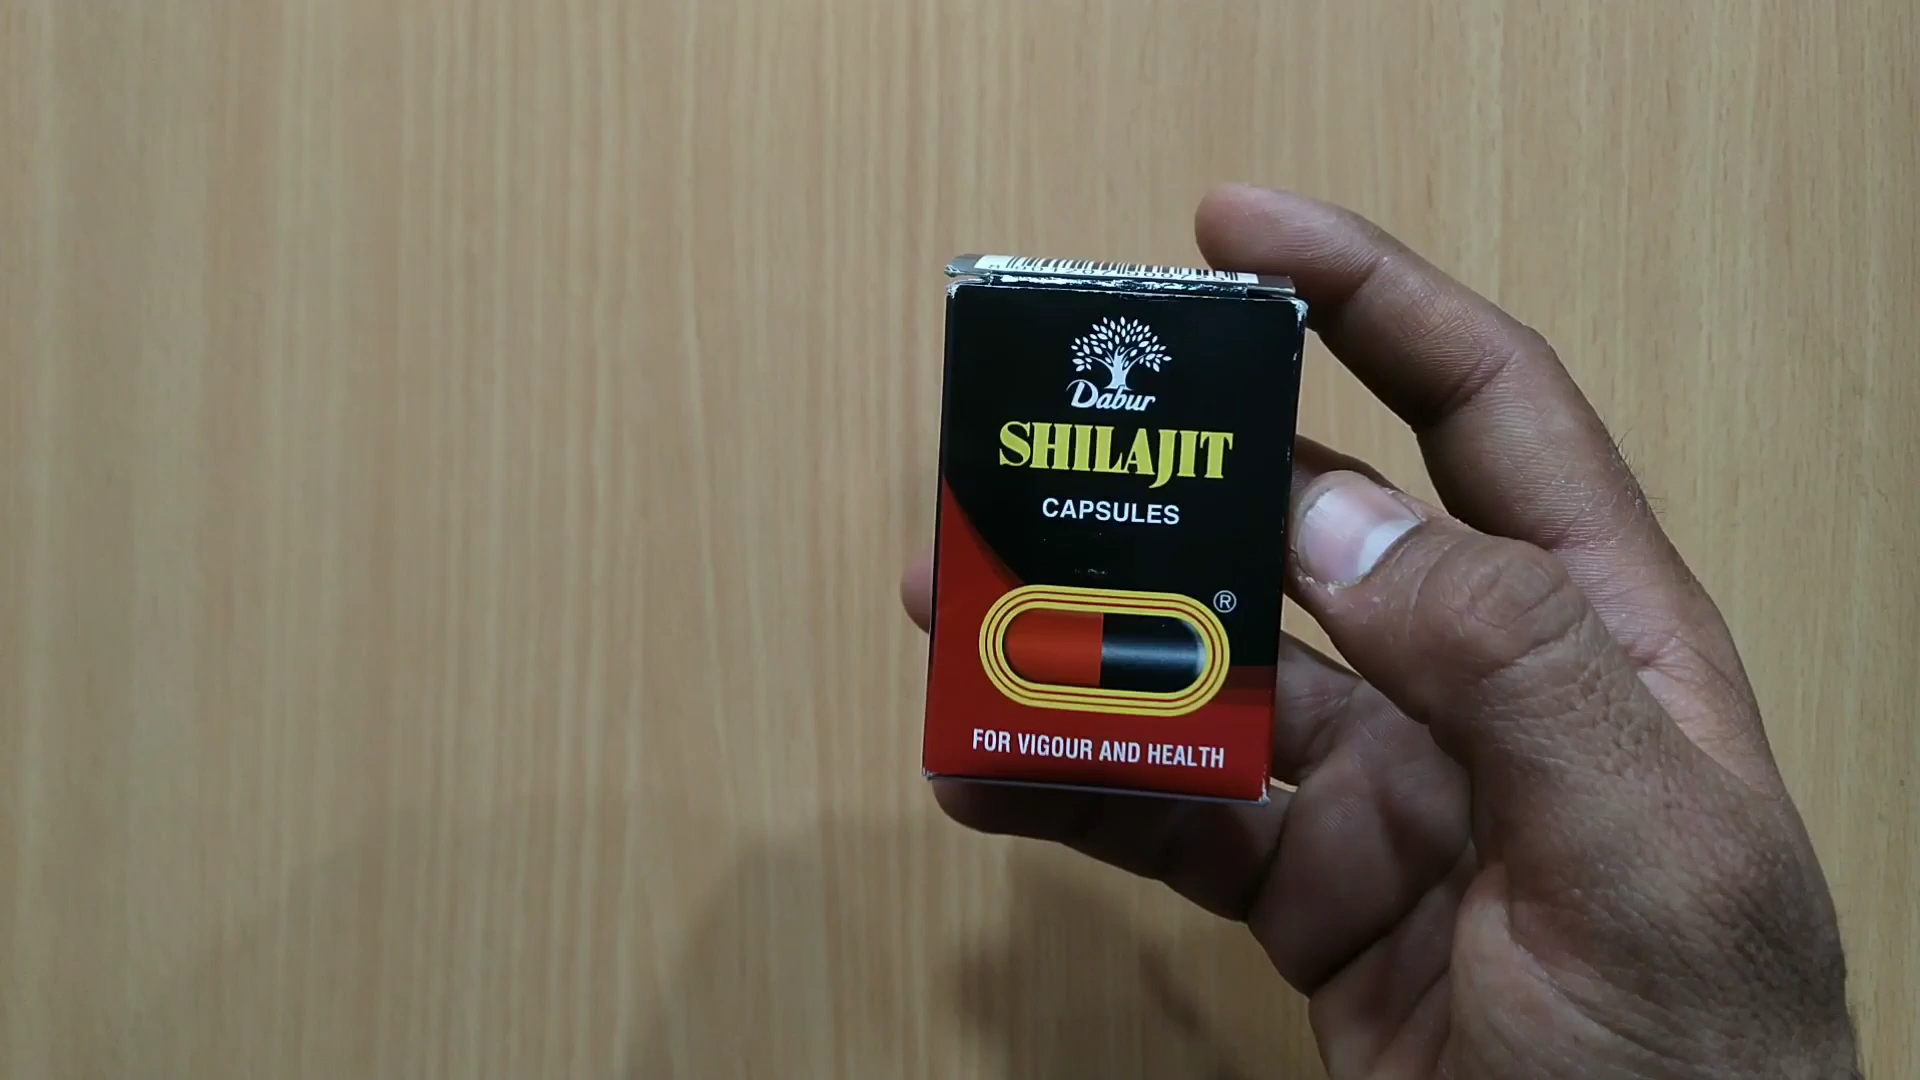 Dabur
SHILAJIT
CAPSULES
®
FOR VIGOUR AND HEALTH